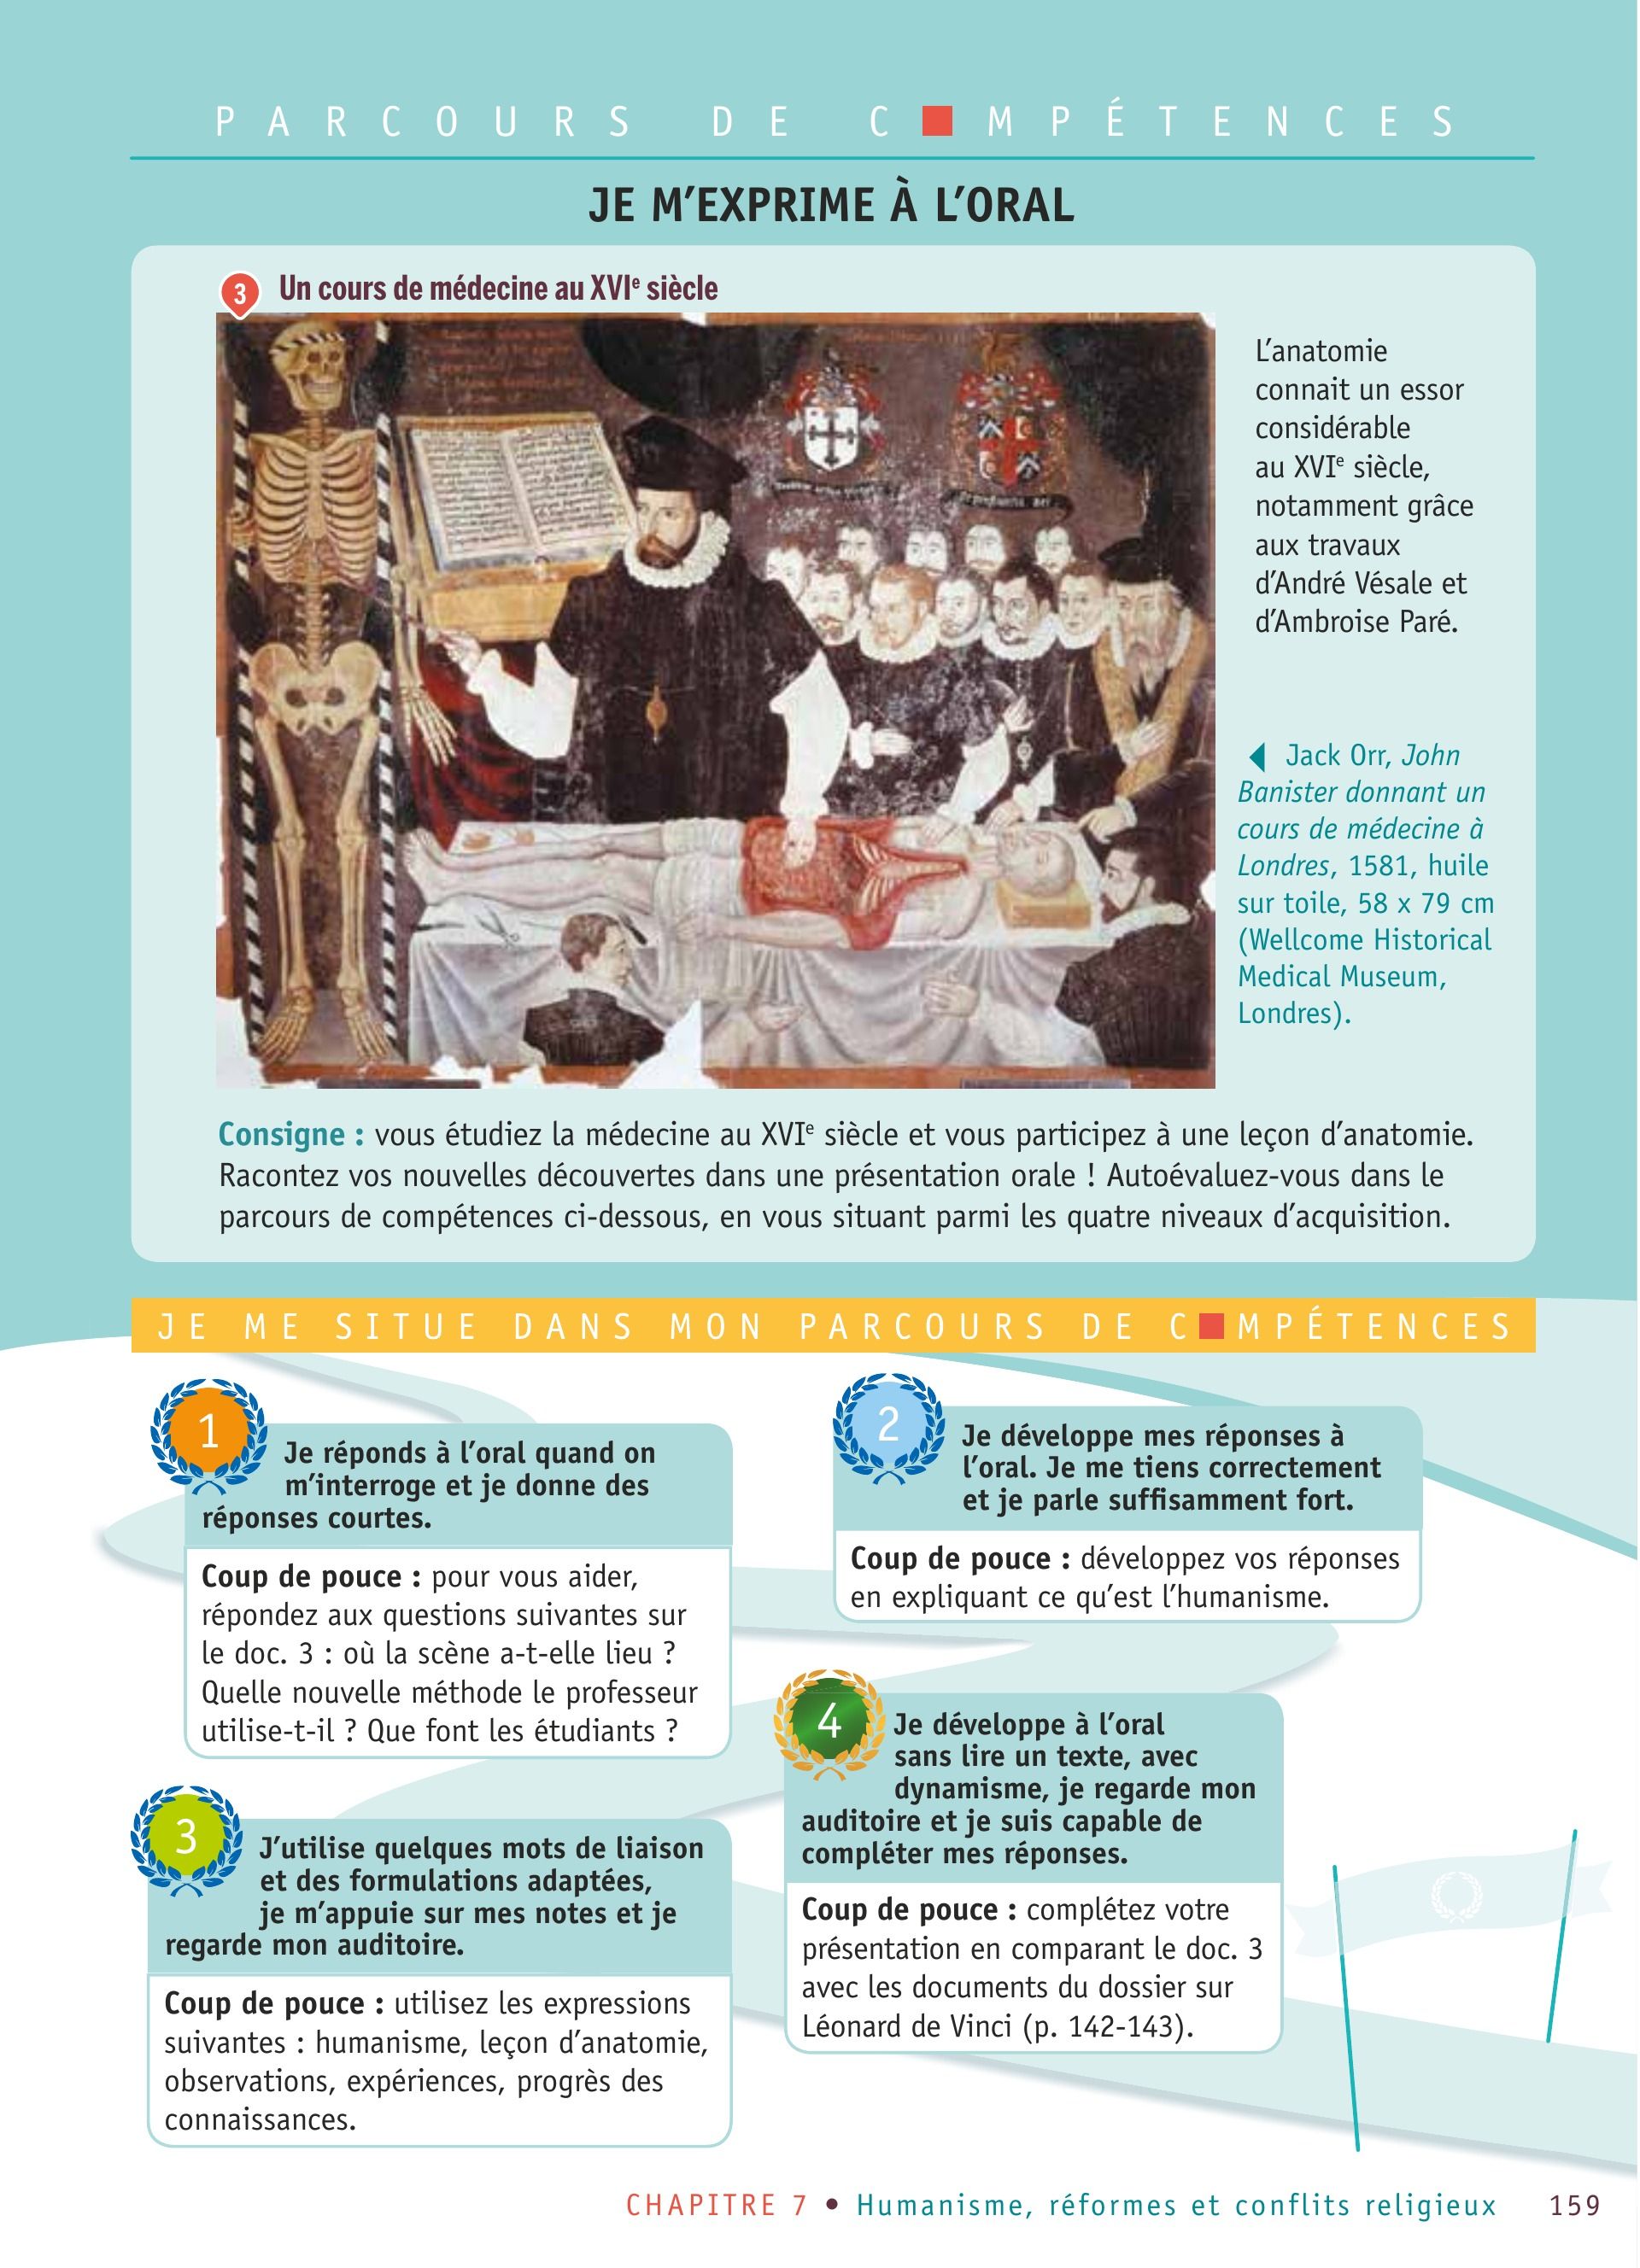 PARCOURS DE C■MPÉTENCES
JE M'EXPRIME À L'ORAL
3 Un cours de médecine au XVIe siècle
L'anatomie
connait un essor
considérable
au XVIe siècle,
notamment grâce
aux travaux
d'André Vésale et
d'Ambroise Paré.
◀ Jack Orr, John
Banister donnant un
cours de médecine à
Londres, 1581, huile
sur toile, 58 x 79 cm
(Wellcome Historical
Medical Museum,
Londres).
Consigne : vous étudiez la médecine au XVIe siècle et vous participez à une leçon d'anatomie.
Racontez vos nouvelles découvertes dans une présentation orale ! Autoévaluez-vous dans le
parcours de compétences ci-dessous, en vous situant parmi les quatre niveaux d'acquisition.
JE ME SITUE DANS MON PARCOURS DE C■MPÉTENCES
1
Je réponds à l'oral quand on
m'interroge et je donne des
réponses courtes.
Coup de pouce : pour vous aider,
répondez aux questions suivantes sur
le doc. 3 : où la scène a-t-elle lieu ?
Quelle nouvelle méthode le professeur
utilise-t-il ? Que font les étudiants ?
2
Je développe mes réponses à
l'oral. Je me tiens correctement
et je parle suffisamment fort.
Coup de pouce : développez vos réponses
en expliquant ce qu'est l'humanisme.
3
J'utilise quelques mots de liaison
et des formulations adaptées,
je m'appuie sur mes notes et je
regarde mon auditoire.
Coup de pouce : utilisez les expressions
suivantes : humanisme, leçon d'anatomie,
observations, expériences, progrès des
connaissances.
4
Je développe à l'oral
sans lire un texte, avec
dynamisme, je regarde mon
auditoire et je suis capable de
compléter mes réponses.
Coup de pouce : complétez votre
présentation en comparant le doc. 3
avec les documents du dossier sur
Léonard de Vinci (p. 142-143).
CHAPITRE 7 • Humanisme, réformes et conflits religieux 159